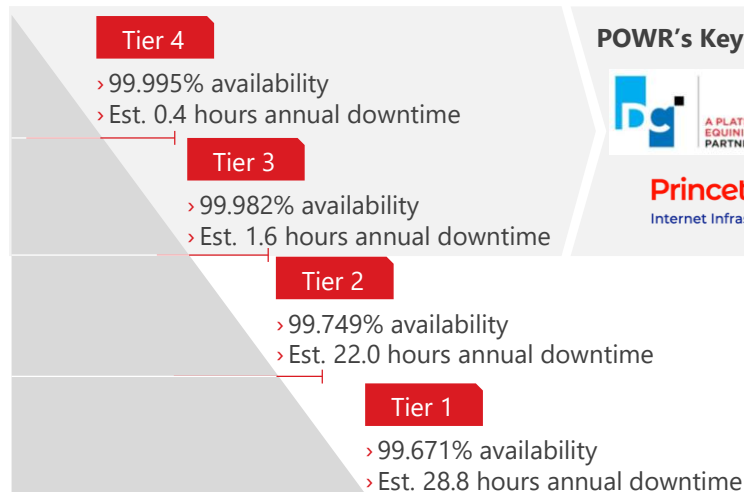 Tier 4
› 99.995% availability
› Est. 0.4 hours annual downtime
Tier 3
› 99.982% availability
› Est. 1.6 hours annual downtime
Tier 2
› 99.749% availability
› Est. 22.0 hours annual downtime
Tier 1
› 99.671% availability
› Est. 28.8 hours annual downtime
POWR’s Key
A
Internet